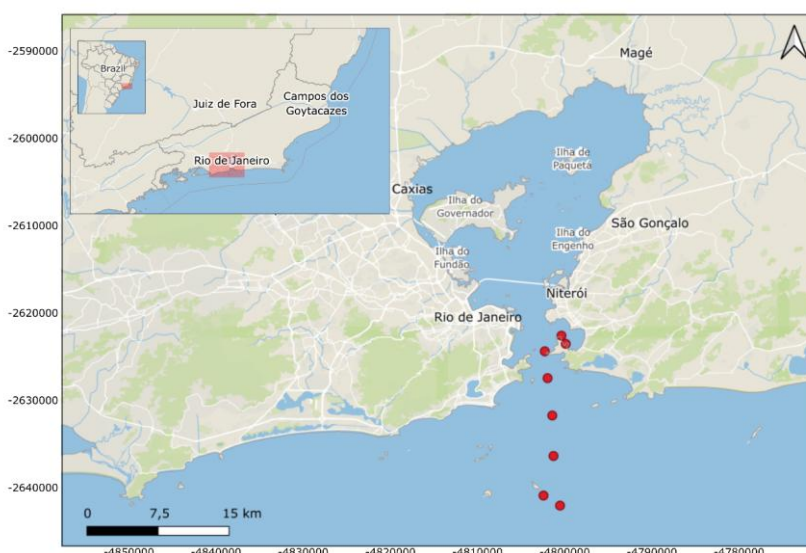 -2590000
-2600000
-2610000
-2620000
-2630000
-2640000
Brazil
Juiz de Fora
Campos dos
Goytacazes
Rio de Janeiro
Magé
Ilha de
Paquetá
Caxias
Ilha do
Governador
São Gonçalo
Ilha do
Engenho
Ilha do
Fundão
Niterói
Rio de Janeiro
0 7,5 15 km
-4850000 -4840000 -4830000 -4820000 -4810000 -4800000 -4790000 -4780000